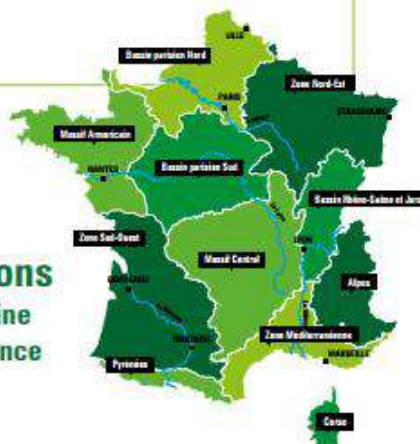 LILLE
Bassin parisien Nord
Zone Nord-Est
PARIS
STRASBOURG
Massif Armoricain
Bassin parisien Sud
NANTES
Bassin Rhône-Saône et Jura
Zone Sud-Ouest
LYON
Massif Central
ons
Alpes
BORDEAUX
ine
Zone Méditerranéenne
ance
TOULOUSE
MARSEILLE
Pyrénées
Corse